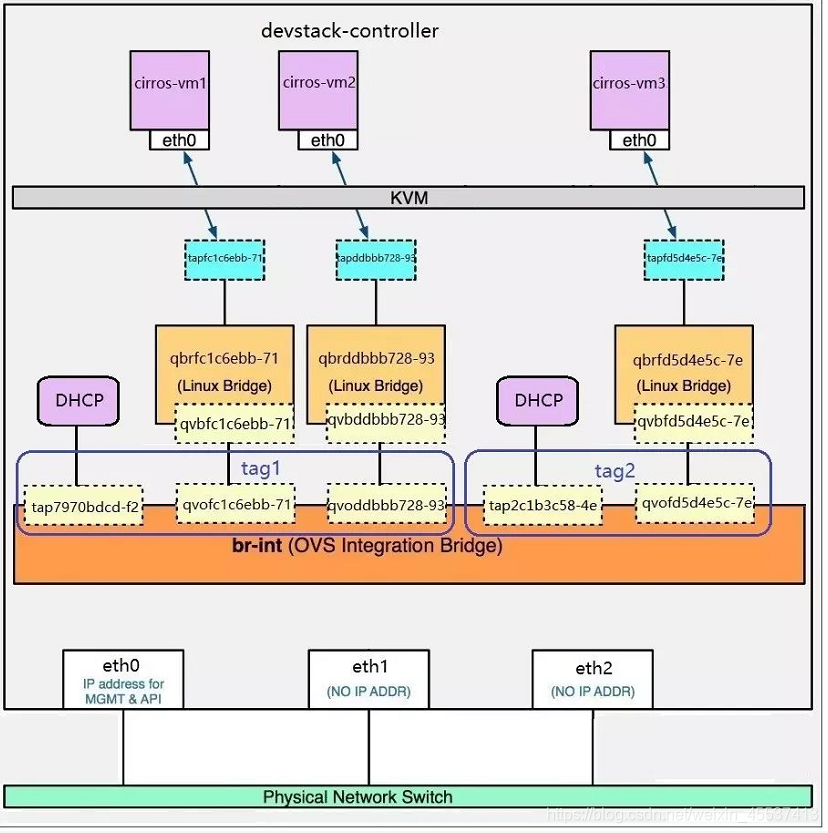 devstack-controller
cirros-vm1
cirros-vm2
cirros-vm3
eth0
eth0
eth0
KVM
tapfc1c6ebb-71
tapddbbb728-93
tapfd5d4e5c-7e
qbrfc1c6ebb-71
(Linux Bridge)
qbrddbbb728-93
(Linux Bridge)
qbrfd5d4e5c-7e
(Linux Bridge)
DHCP
DHCP
qvbfc1c6ebb-71
qvbddbbb728-93
qvbfd5d4e5c-7e
tag1
tag2
tap7970bdcd-f2
qvofc1c6ebb-71
qvoddbbb728-93
tap2c1b3c58-4e
qvofd5d4e5c-7e
br-int (OVS Integration Bridge)
eth0
IP address for
MGMT & API
eth1
(NO IP ADDR)
eth2
(NO IP ADDR)
Physical Network Switch
https://blog.csdn.net/weixin_45537413